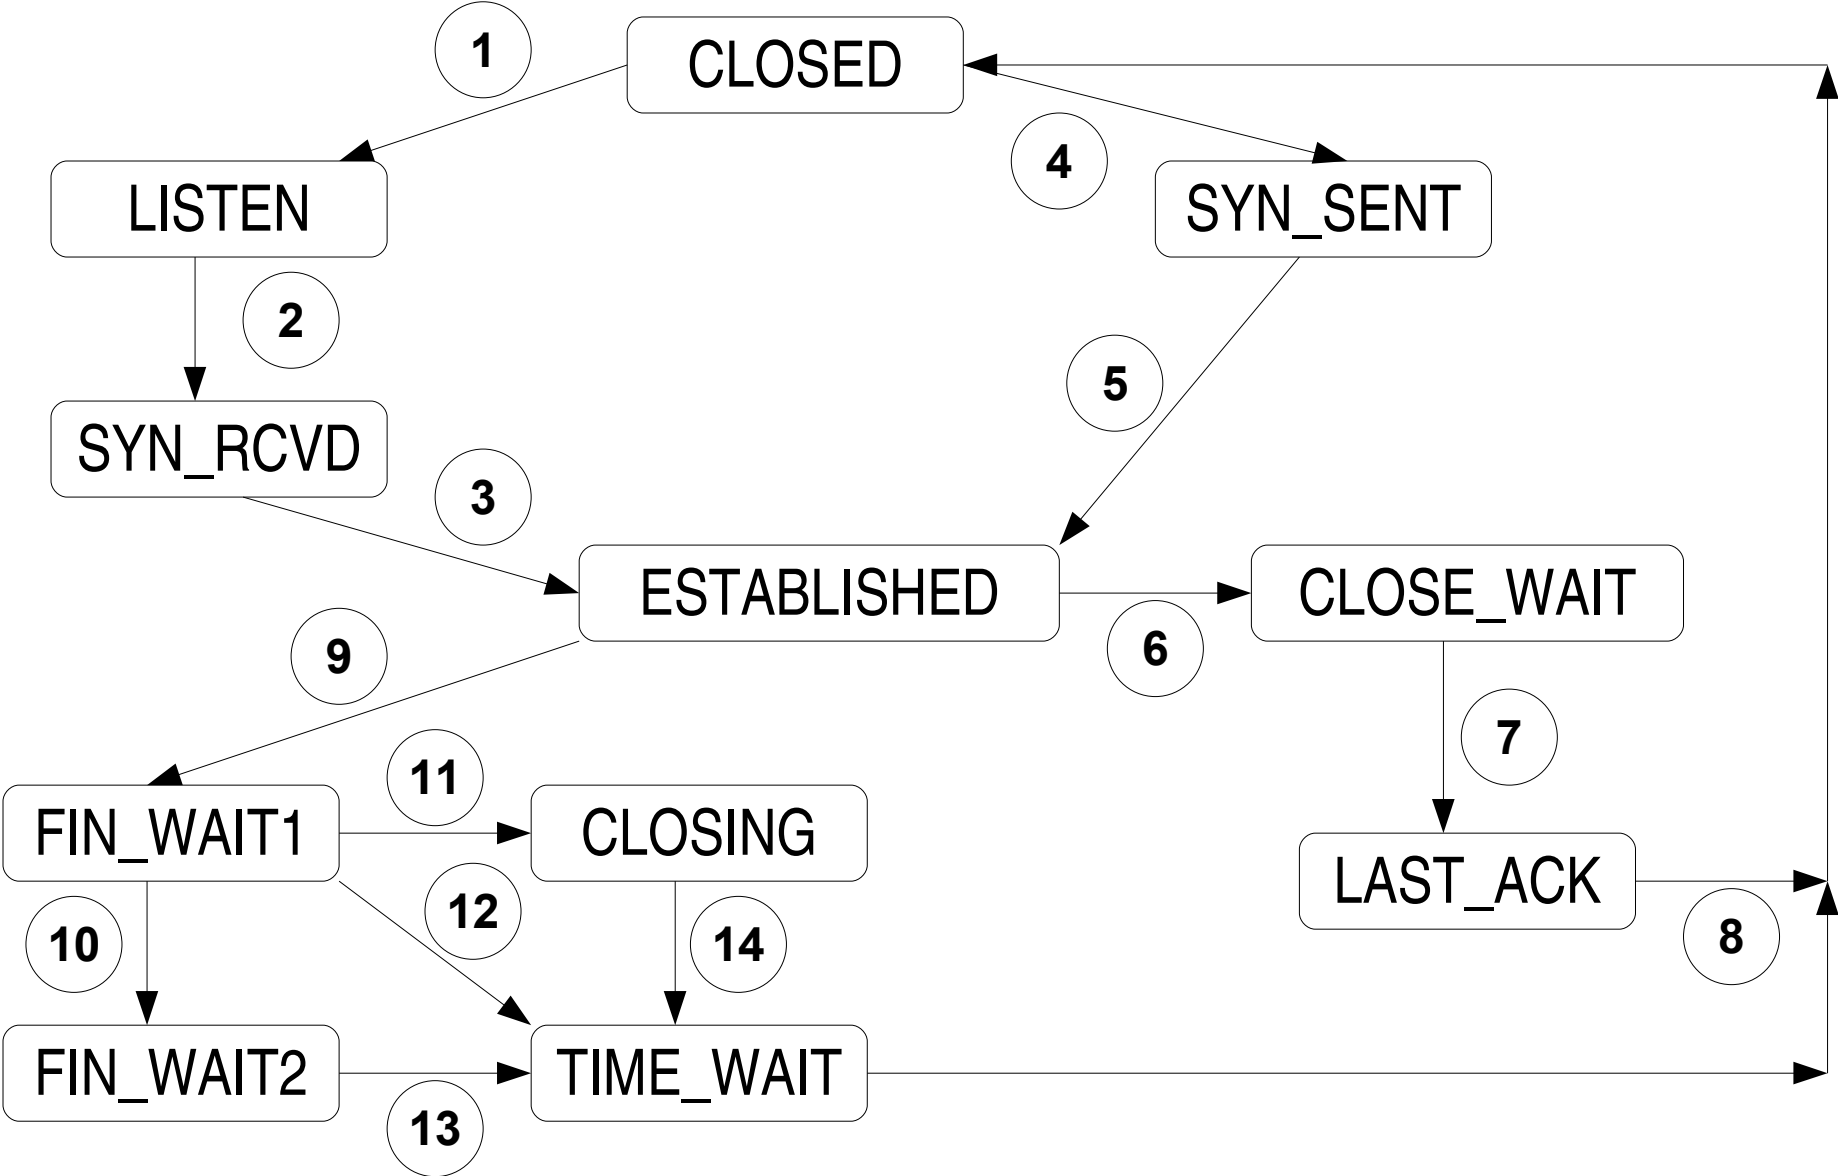 1
CLOSED
4
LISTEN
SYN_SENT
2
5
SYN_RCVD
3
ESTABLISHED
CLOSE_WAIT
9
6
7
11
FIN_WAIT1
CLOSING
LAST_ACK
12
10
14
8
FIN_WAIT2
TIME_WAIT
13